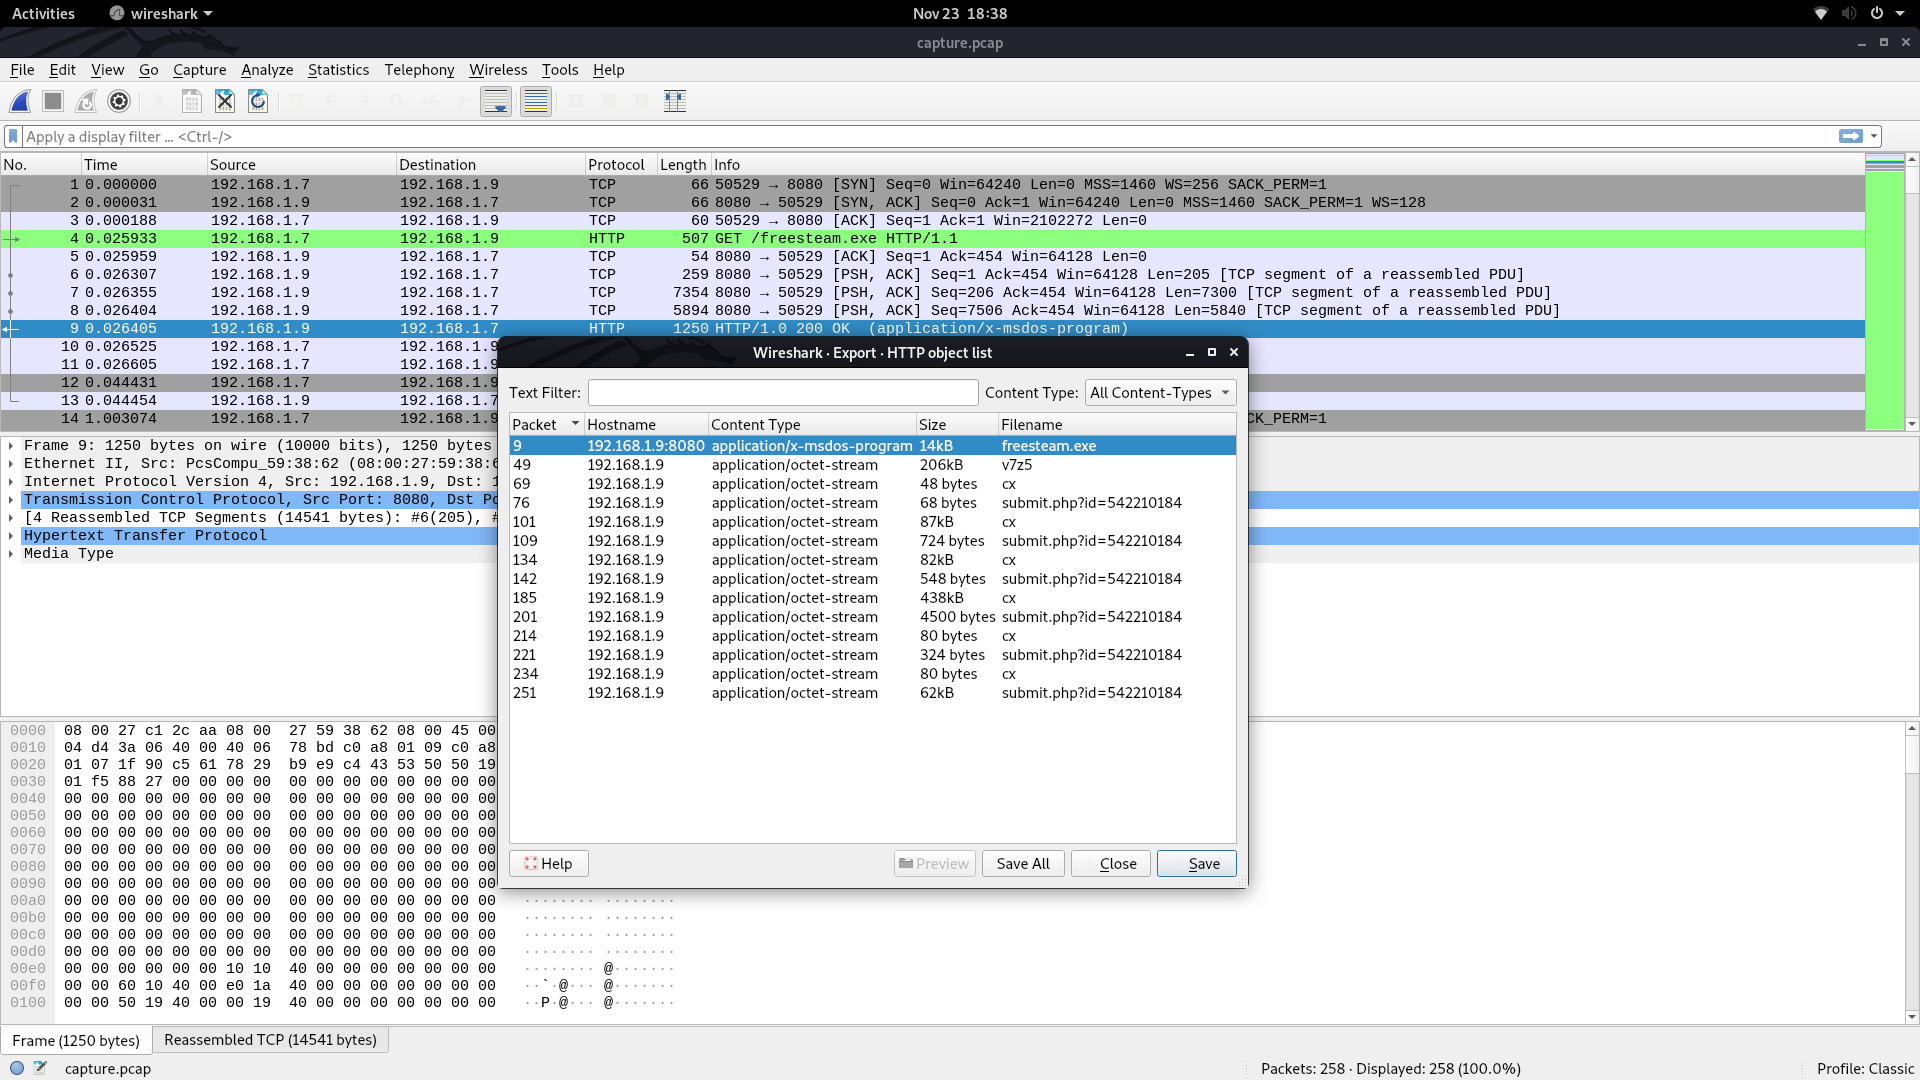 Activities wireshark Nov 23 18:38
capture.pcap
File Edit View Go Capture Analyze Statistics Telephony Wireless Tools Help
Apply a display filter ... <Ctrl-/>
No. Time Source Destination Protocol Length Info
1 0.000000 192.168.1.7 192.168.1.9 TCP 66 50529 → 8080 [SYN] Seq=0 Win=64240 Len=0 MSS=1460 WS=256 SACK_PERM=1
2 0.000031 192.168.1.9 192.168.1.7 TCP 66 8080 → 50529 [SYN, ACK] Seq=0 Ack=1 Win=64240 Len=0 MSS=1460 SACK_PERM=1 WS=128
3 0.000188 192.168.1.7 192.168.1.9 TCP 60 50529 → 8080 [ACK] Seq=1 Ack=1 Win=2102272 Len=0
4 0.025933 192.168.1.7 192.168.1.9 HTTP 507 GET /freesteam.exe HTTP/1.1
5 0.025959 192.168.1.9 192.168.1.7 TCP 54 8080 → 50529 [ACK] Seq=1 Ack=454 Win=64128 Len=0
6 0.026307 192.168.1.9 192.168.1.7 TCP 259 8080 → 50529 [PSH, ACK] Seq=1 Ack=454 Win=64128 Len=205 [TCP segment of a reassembled PDU]
7 0.026355 192.168.1.9 192.168.1.7 TCP 7354 8080 → 50529 [PSH, ACK] Seq=206 Ack=454 Win=64128 Len=7300 [TCP segment of a reassembled PDU]
8 0.026404 192.168.1.9 192.168.1.7 TCP 5894 8080 → 50529 [PSH, ACK] Seq=7506 Ack=454 Win=64128 Len=5840 [TCP segment of a reassembled PDU]
9 0.026405 192.168.1.9 192.168.1.7 HTTP 1250 HTTP/1.0 200 OK (application/x-msdos-program)
10 0.026525 192.168.1.7 192.168.1.9
11 0.026605 192.168.1.7 192.168.1.9
12 0.044431 192.168.1.7 192.168.1.9
13 0.044454 192.168.1.9 192.168.1.7
14 1.003074 192.168.1.7 192.168.1.9 CK_PERM=1
Frame 9: 1250 bytes on wire (10000 bits), 1250 bytes
Ethernet II, Src: PcsCompu_59:38:62 (08:00:27:59:38:6
Internet Protocol Version 4, Src: 192.168.1.9, Dst: 1
Transmission Control Protocol, Src Port: 8080, Dst Po
[4 Reassembled TCP Segments (14541 bytes): #6(205), #
Hypertext Transfer Protocol
Media Type
Wireshark · Export · HTTP object list
Text Filter: Content Type: All Content-Types
Packet Hostname Content Type Size Filename
9 192.168.1.9:8080 application/x-msdos-program 14kB freesteam.exe
49 192.168.1.9 application/octet-stream 206kB v7z5
69 192.168.1.9 application/octet-stream 48 bytes cx
76 192.168.1.9 application/octet-stream 68 bytes submit.php?id=542210184
101 192.168.1.9 application/octet-stream 87kB cx
109 192.168.1.9 application/octet-stream 724 bytes submit.php?id=542210184
134 192.168.1.9 application/octet-stream 82kB cx
142 192.168.1.9 application/octet-stream 548 bytes submit.php?id=542210184
185 192.168.1.9 application/octet-stream 438kB cx
201 192.168.1.9 application/octet-stream 4500 bytes submit.php?id=542210184
214 192.168.1.9 application/octet-stream 80 bytes cx
221 192.168.1.9 application/octet-stream 324 bytes submit.php?id=542210184
234 192.168.1.9 application/octet-stream 80 bytes cx
251 192.168.1.9 application/octet-stream 62kB submit.php?id=542210184
Help Preview Save All Close Save
0000 08 00 27 c1 2c aa 08 00 27 59 38 62 08 00 45 00
0010 04 d4 3a 06 40 00 40 06 78 bd c0 a8 01 09 c0 a8
0020 01 07 1f 90 c5 61 78 29 b9 e9 c4 43 53 50 50 19
0030 01 f5 88 27 00 00 00 00 00 00 00 00 00 00 00 00
0040 00 00 00 00 00 00 00 00 00 00 00 00 00 00 00 00
0050 00 00 00 00 00 00 00 00 00 00 00 00 00 00 00 00
0060 00 00 00 00 00 00 00 00 00 00 00 00 00 00 00 00
0070 00 00 00 00 00 00 00 00 00 00 00 00 00 00 00 00
0080 00 00 00 00 00 00 00 00 00 00 00 00 00 00 00 00
0090 00 00 00 00 00 00 00 00 00 00 00 00 00 00 00 00
00a0 00 00 00 00 00 00 00 00 00 00 00 00 00 00 00 00 ········ ········
00b0 00 00 00 00 00 00 00 00 00 00 00 00 00 00 00 00 ········ ········
00c0 00 00 00 00 00 00 00 00 00 00 00 00 00 00 00 00 ········ ········
00d0 00 00 00 00 00 00 00 00 00 00 00 00 00 00 00 00 ········ ········
00e0 00 00 00 00 00 00 10 10 40 00 00 00 00 00 00 00 ········ @·······
00f0 00 00 60 10 40 00 e0 1a 40 00 00 00 00 00 00 00 ··`·@··· @·······
0100 00 00 50 19 40 00 00 19 40 00 00 00 00 00 00 00 ··P·@··· @·······
Frame (1250 bytes) Reassembled TCP (14541 bytes)
capture.pcap Packets: 258 · Displayed: 258 (100.0%) Profile: Classic